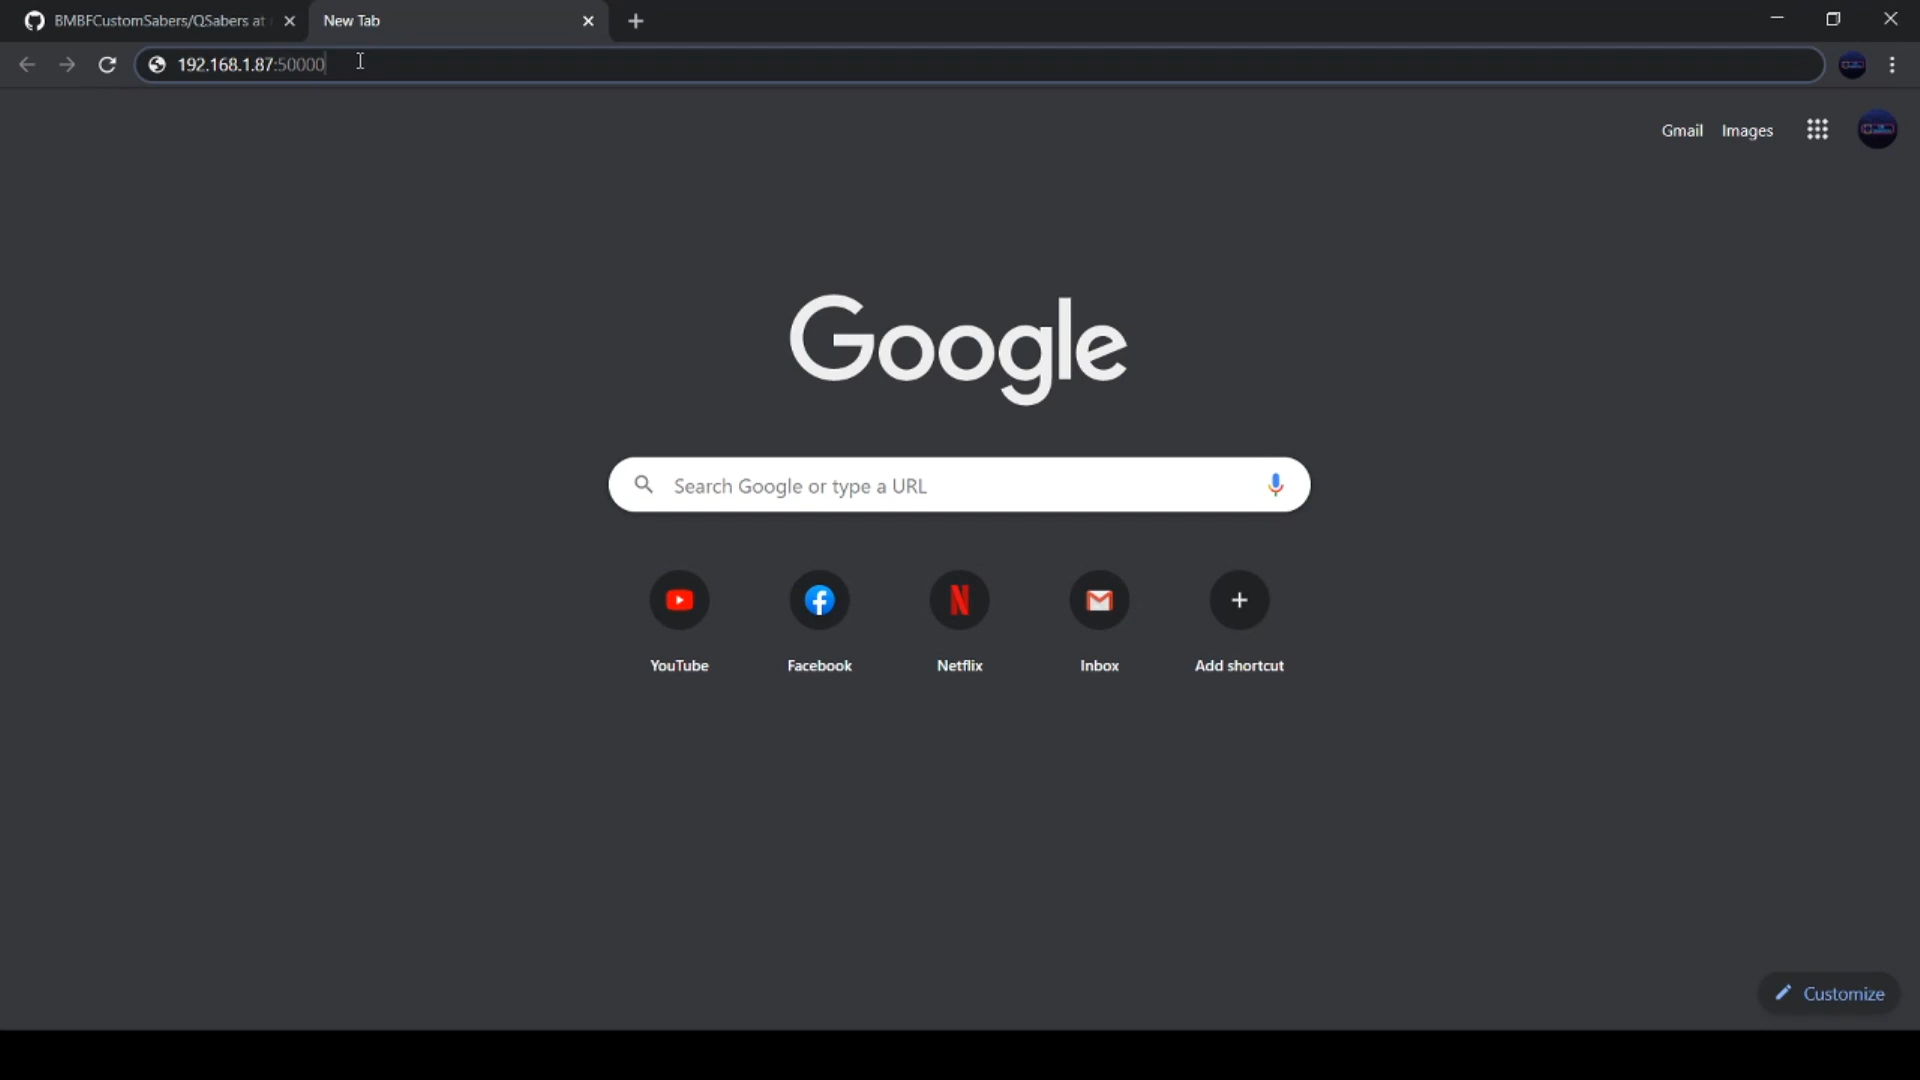 BMBFCustomSabers/QSabers at
New Tab
192.168.1.87:50000
Gmail
Images
Google
Search Google or type a URL
YouTube
Facebook
Netflix
Inbox
Add shortcut
Customize